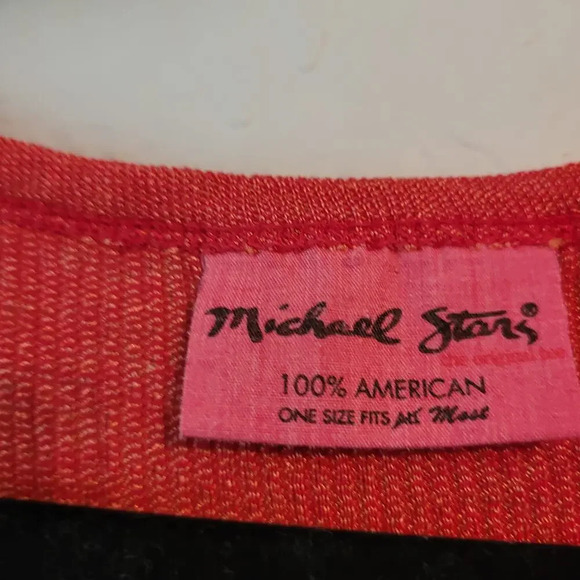 Michael Stars
the original tee
100% AMERICAN
ONE SIZE FITS all Most